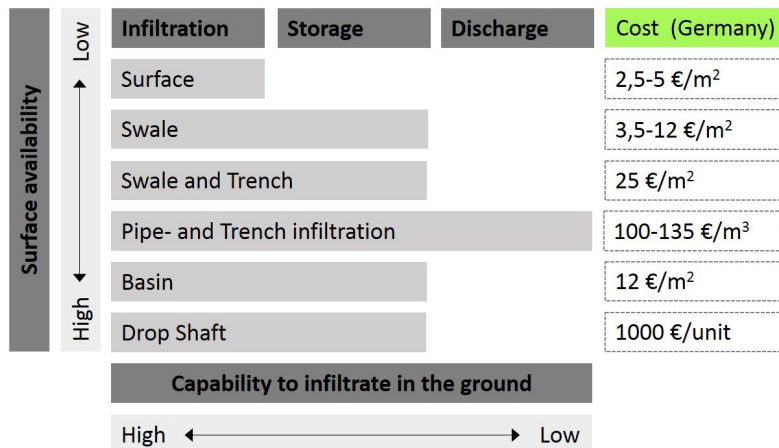 Surface availability
Low
High
Infiltration Storage Discharge Cost (Germany)
Surface 2,5-5 €/m²
Swale 3,5-12 €/m²
Swale and Trench 25 €/m²
Pipe- and Trench infiltration 100-135 €/m³
Basin 12 €/m²
Drop Shaft 1000 €/unit
Capability to infiltrate in the ground
High Low